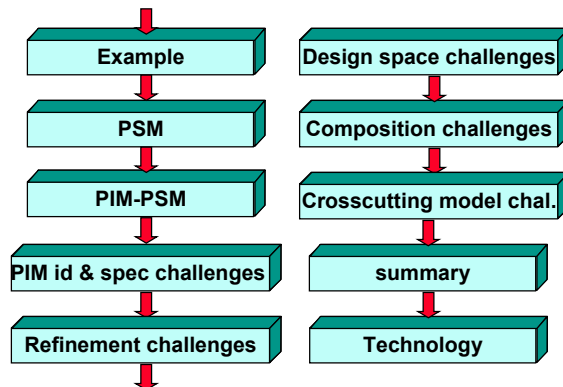 Example
PSM
PIM-PSM
PIM id & spec challenges
Refinement challenges
Design space challenges
Composition challenges
Crosscutting model chal.
summary
Technology